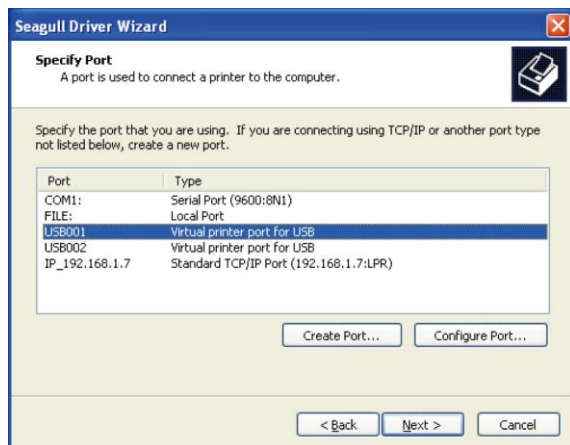 Seagull Driver Wizard
Specify Port
A port is used to connect a printer to the computer.
Specify the port that you are using. If you are connecting using TCP/IP or another port type
not listed below, create a new port.
Port Type
COM1: Serial Port (9600:8N1)
FILE: Local Port
USB001 Virtual printer port for USB
USB002 Virtual printer port for USB
IP_192.168.1.7 Standard TCP/IP Port (192.168.1.7:LPR)
Create Port... Configure Port...
< Back Next > Cancel